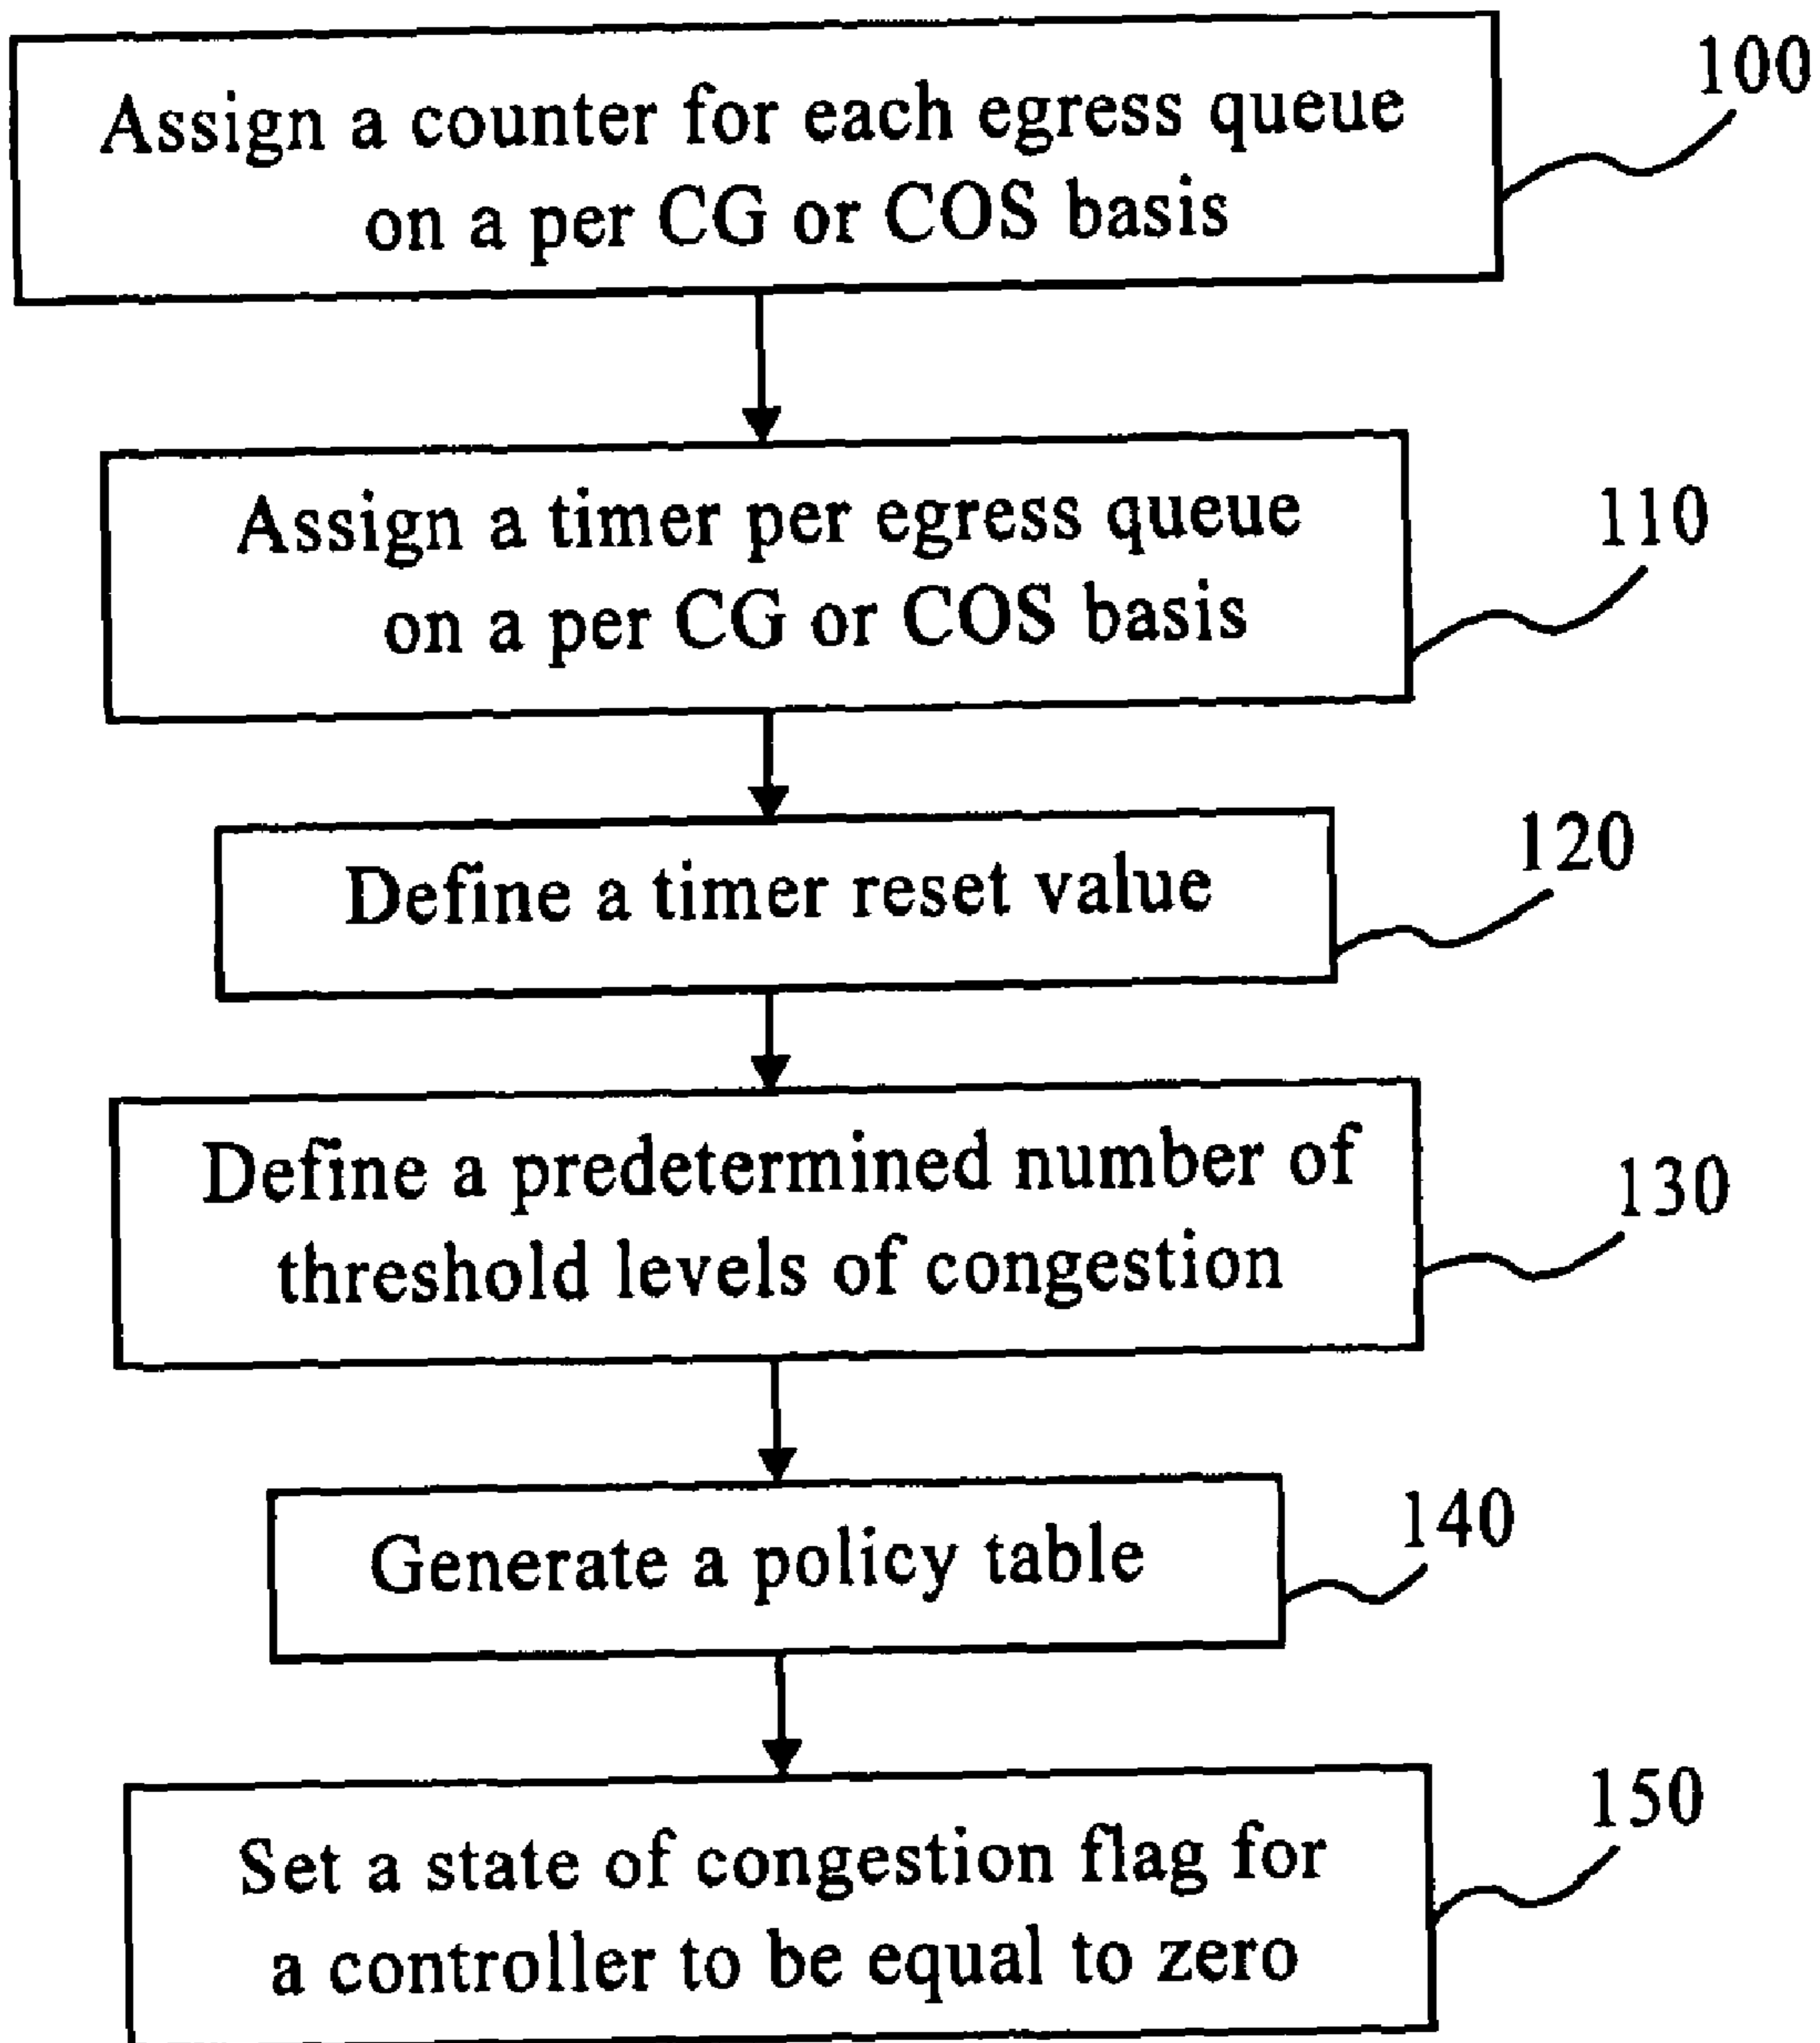 100
Assign a counter for each egress queue
on a per CG or COS basis
110
Assign a timer per egress queue
on a per CG or COS basis
120
Define a timer reset value
130
Define a predetermined number of
threshold levels of congestion
140
Generate a policy table
150
Set a state of congestion flag for
a controller to be equal to zero